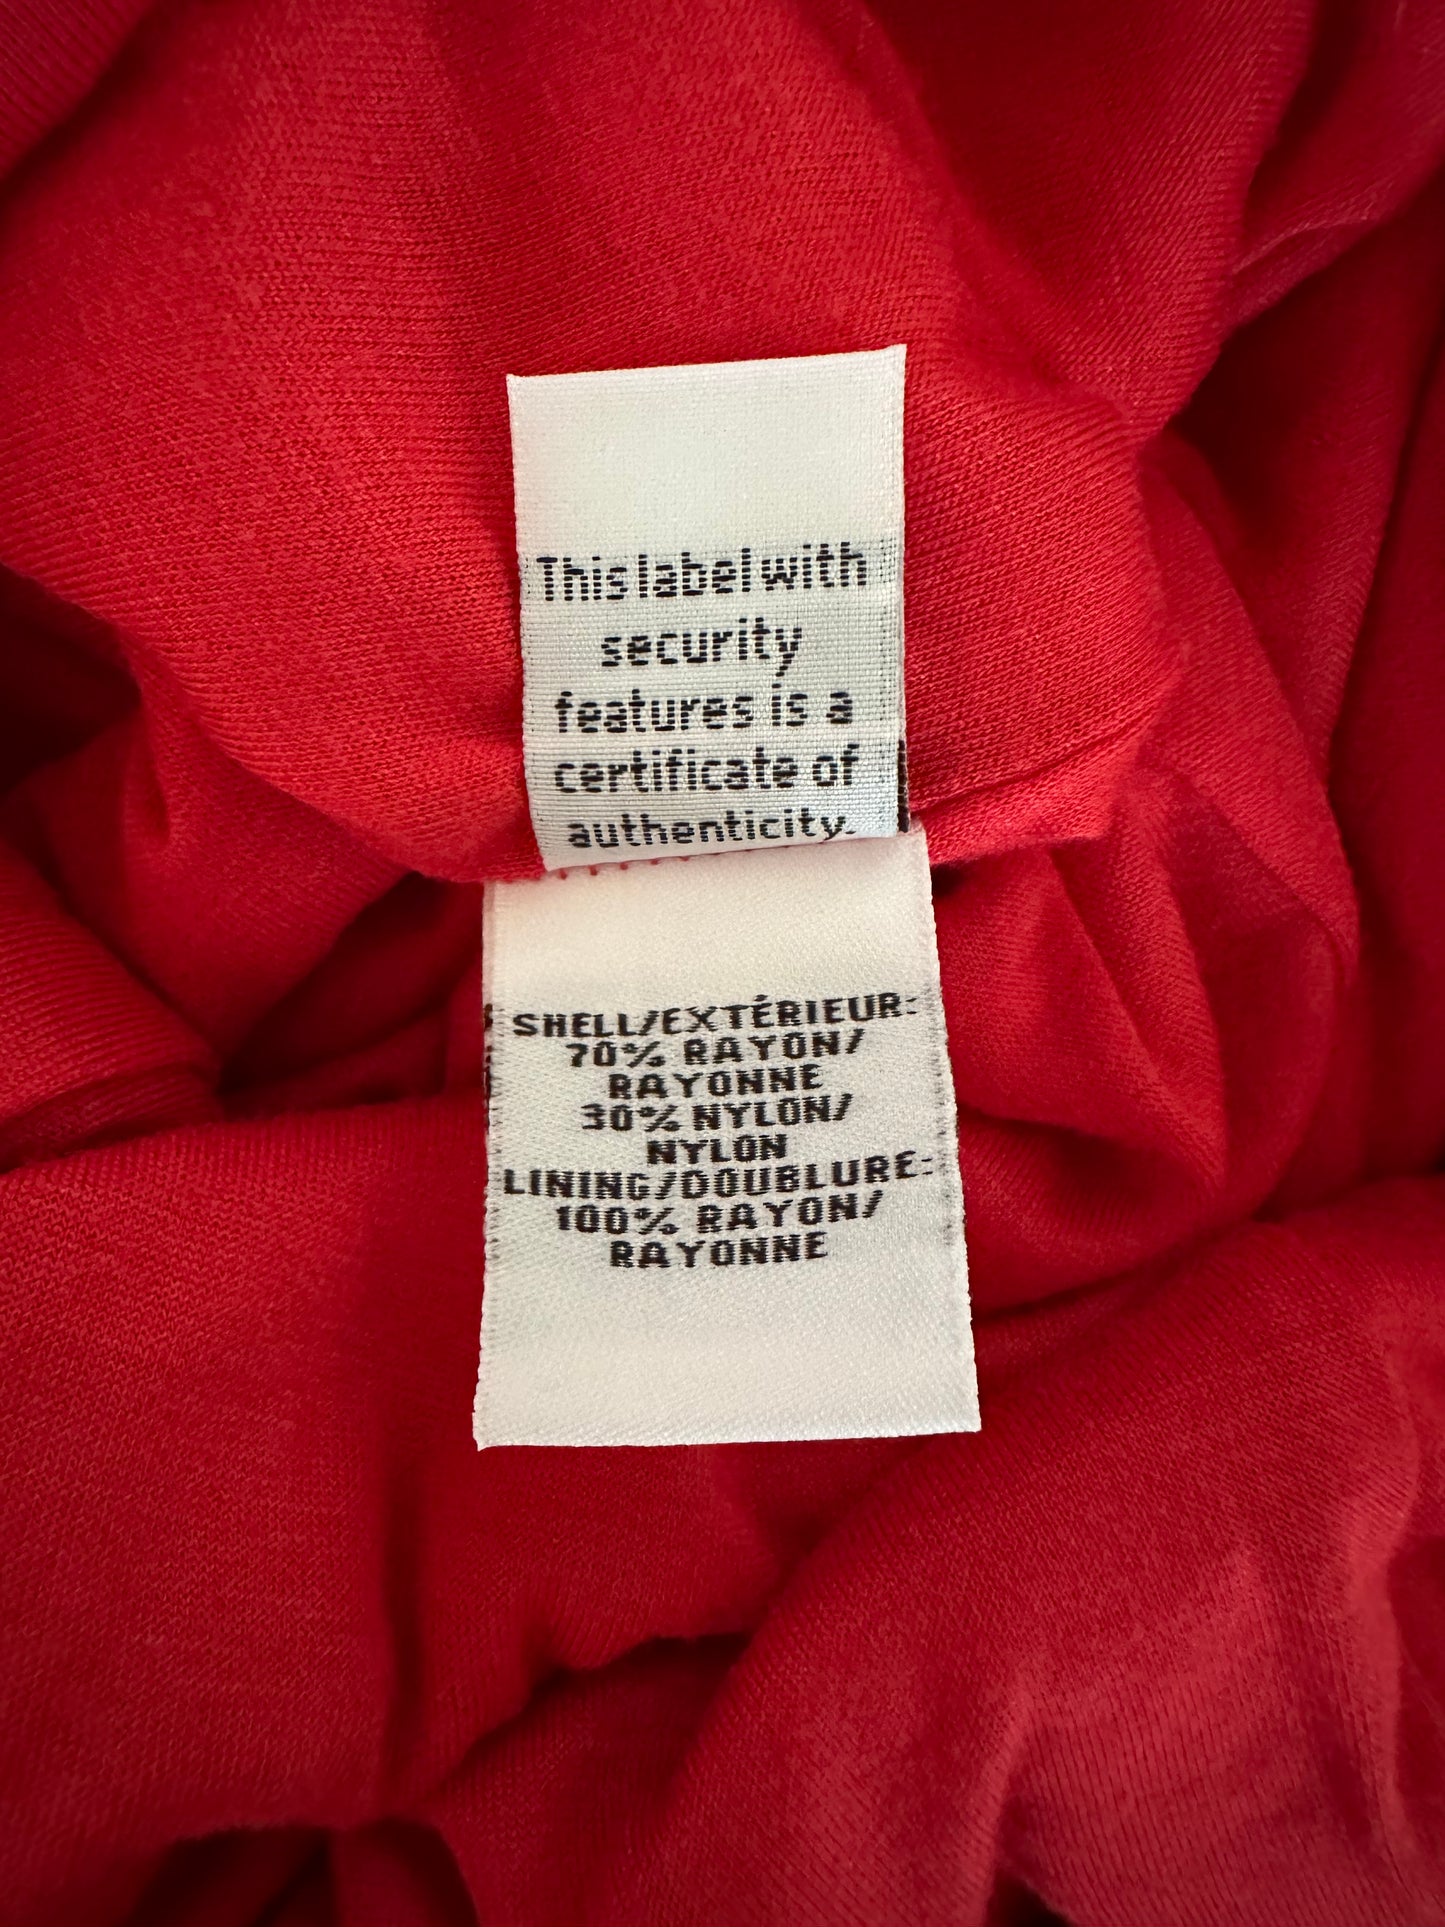 This label with
security
features is a
certificate of
authenticity.
SHELL/EXTÉRIEUR:
70% RAYON/
RAYONNE
30% NYLON/
NYLON
LINING/DOUBLURE:
100% RAYON/
RAYONNE